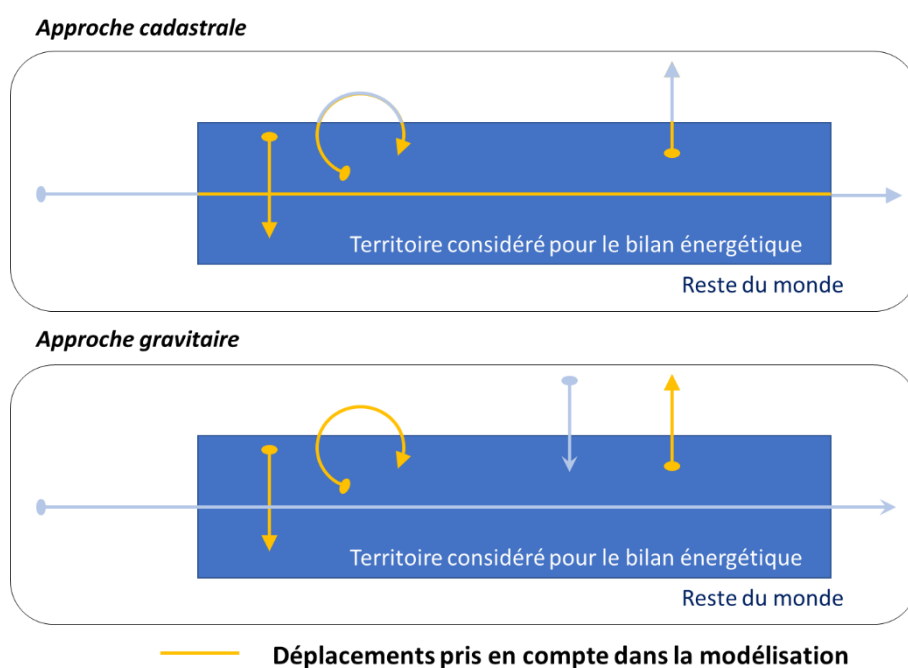 Approche cadastrale
Territoire considéré pour le bilan énergétique
Reste du monde
Approche gravitaire
Territoire considéré pour le bilan énergétique
Reste du monde
Déplacements pris en compte dans la modélisation